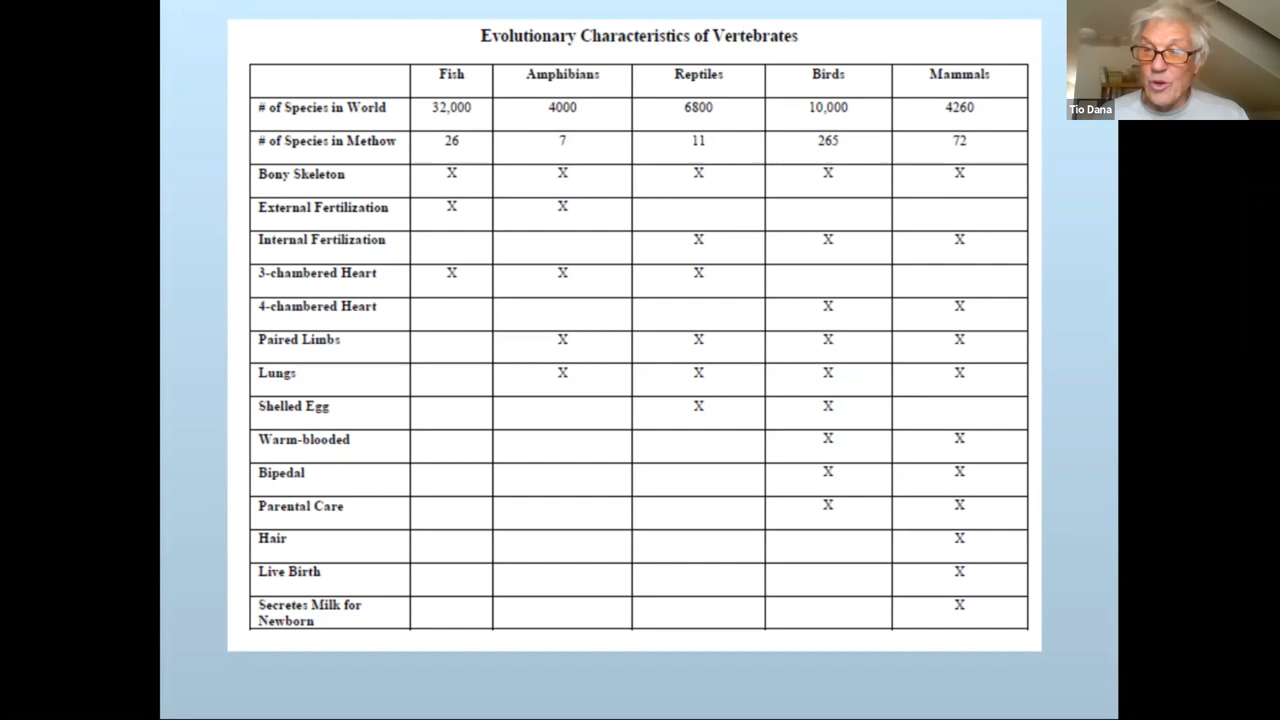 Evolutionary Characteristics of Vertebrates
Fish Amphibians Reptiles Birds Mammals
# of Species in World 32,000 4000 6800 10,000 4260
# of Species in Methow 26 7 11 265 72
Bony Skeleton X X X X X
External Fertilization X X
Internal Fertilization X X X
3-chambered Heart X X X
4-chambered Heart X X
Paired Limbs X X X X
Lungs X X X X
Shelled Egg X X
Warm-blooded X X
Bipedal X X
Parental Care X X
Hair X
Live Birth X
Secretes Milk for X
Newborn
Tio Dana